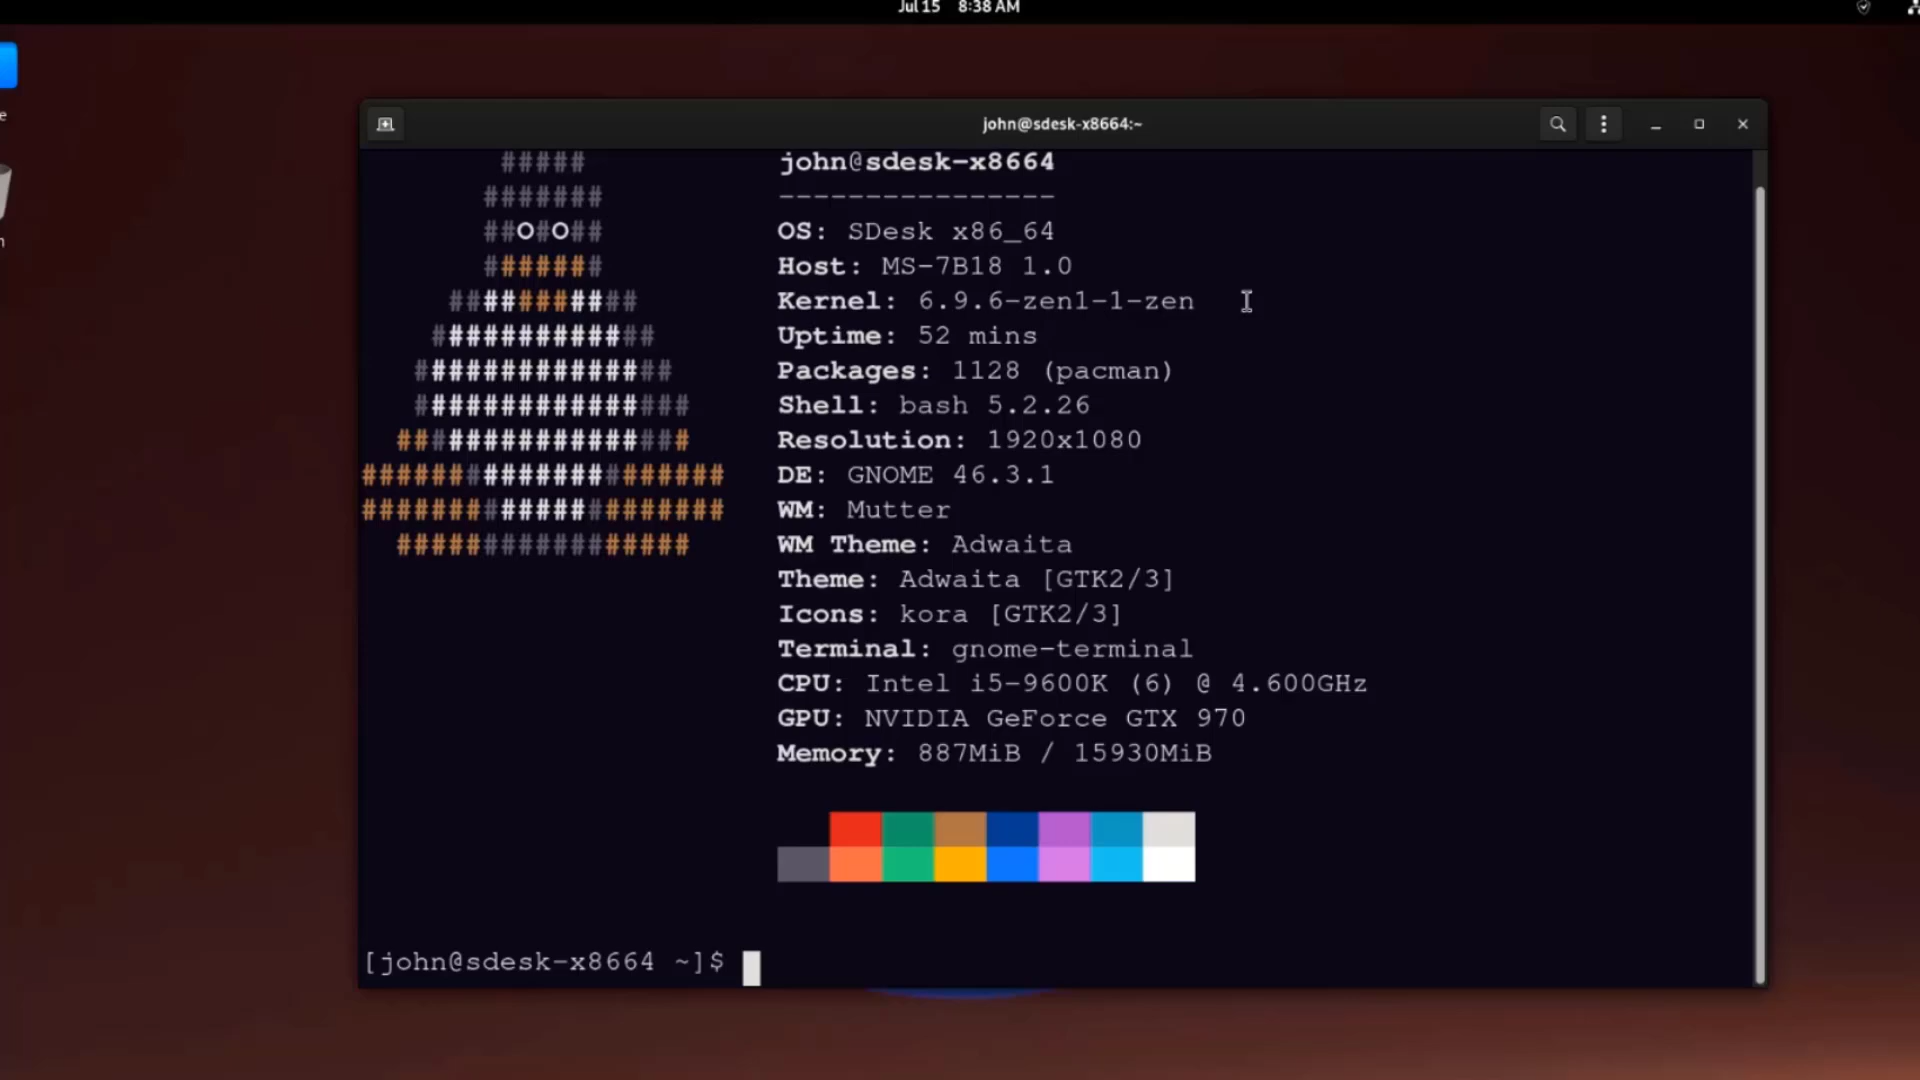 Jul 15 8:38 AM
john@sdesk-x8664:~
#####
#######
##O#O##
#######
###########
#############
###############
################
#################
#####################
#####################
#################
john@sdesk-x8664
----------------
OS: SDesk x86_64
Host: MS-7B18 1.0
Kernel: 6.9.6-zen1-1-zen
Uptime: 52 mins
Packages: 1128 (pacman)
Shell: bash 5.2.26
Resolution: 1920x1080
DE: GNOME 46.3.1
WM: Mutter
WM Theme: Adwaita
Theme: Adwaita [GTK2/3]
Icons: kora [GTK2/3]
Terminal: gnome-terminal
CPU: Intel i5-9600K (6) @ 4.600GHz
GPU: NVIDIA GeForce GTX 970
Memory: 887MiB / 15930MiB
[john@sdesk-x8664 ~]$